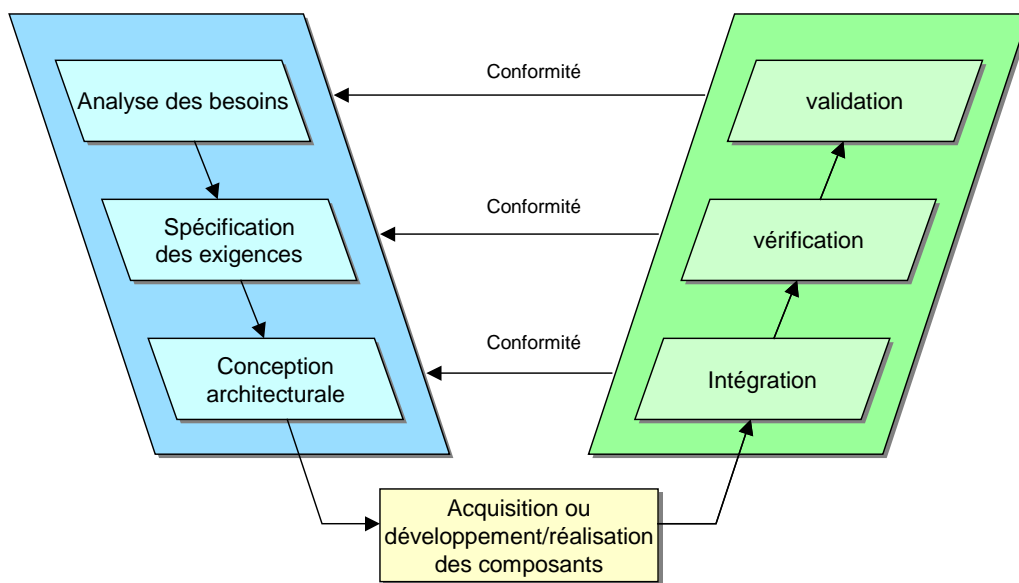 Conformité
Analyse des besoins
validation
Conformité
Spécification
des exigences
vérification
Conformité
Conception
architecturale
Intégration
Acquisition ou
développement/réalisation
des composants